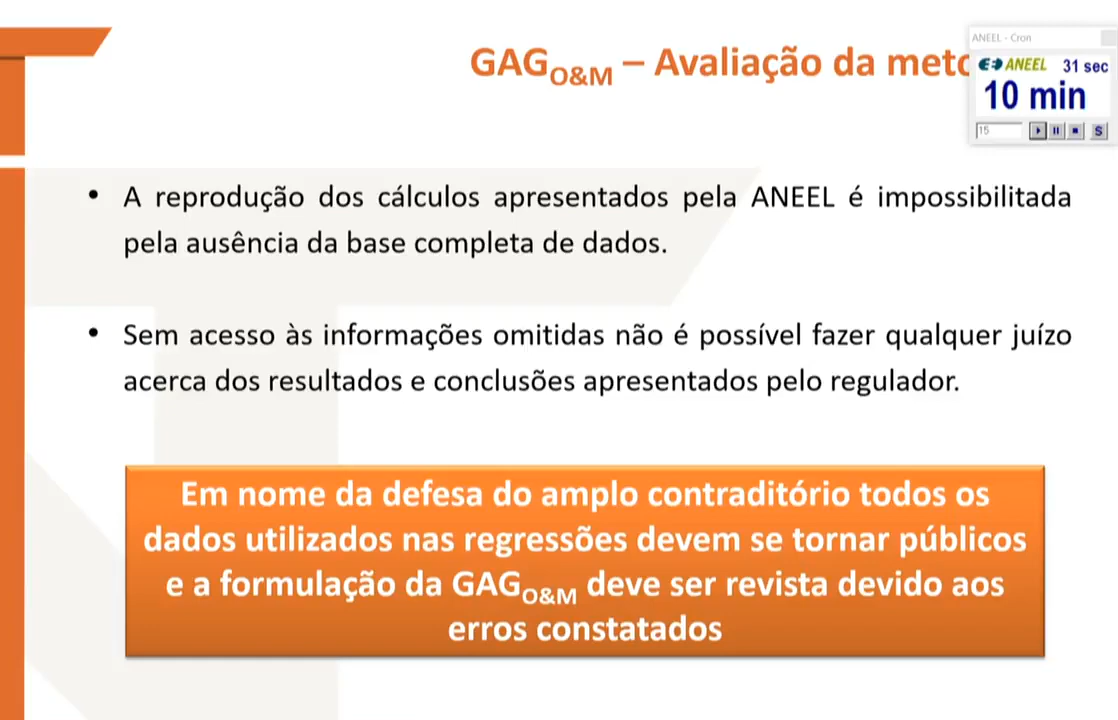 GAGO&M – Avaliação da meto
ANEEL - Cron
ANEEL 31 sec
10 min
15
S
• A reprodução dos cálculos apresentados pela ANEEL é impossibilitada
pela ausência da base completa de dados.
• Sem acesso às informações omitidas não é possível fazer qualquer juízo
acerca dos resultados e conclusões apresentados pelo regulador.
Em nome da defesa do amplo contraditório todos os
dados utilizados nas regressões devem se tornar públicos
e a formulação da GAGO&M deve ser revista devido aos
erros constatados